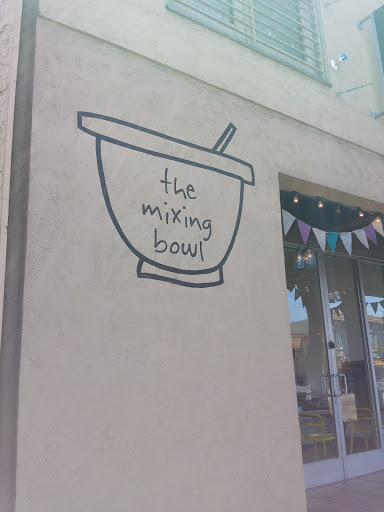 the
mixing
bowl